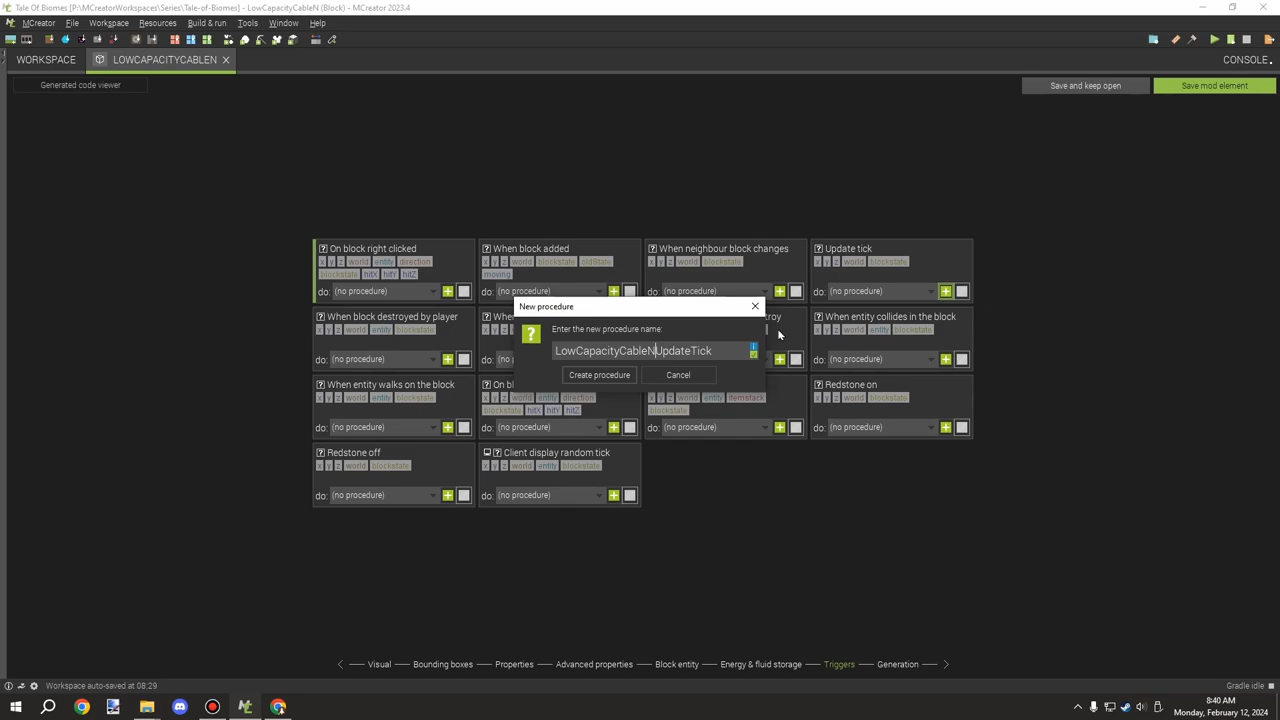 Tale Of Biomes [P:\MCreatorWorkspaces\Series\Tale-of-Biomes] - LowCapacityCableN (Block) - MCreator 2023.4
MCreator File Workspace Resources Build & run Tools Window Help
WORKSPACE LOWCAPACITYCABLEN CONSOLE
Generated code viewer Save and keep open Save mod element
On block right clicked When block added When neighbour block changes Update tick
x y z world entity direction x y z world blockstate oldState x y z world blockstate x y z world blockstate
blockstate hitX hitY hitZ moving
do: (no procedure) do: (no procedure) do: (no procedure) do: (no procedure)
New procedure
When block destroyed by player When entity collides in the block
Enter the new procedure name:
x y z world entity blockstate x y z world entity blockstate
LowCapacityCableNUpdateTick
do: (no procedure) do: (no procedure)
Create procedure Cancel
When entity walks on the block Redstone on
x y z world entity blockstate x y z world entity direction x y z world entity itemstack x y z world blockstate
blockstate hitX hitY hitZ blockstate
do: (no procedure) do: (no procedure) do: (no procedure) do: (no procedure)
Redstone off Client display random tick
x y z world blockstate x y z world entity blockstate
do: (no procedure) do: (no procedure)
Visual Bounding boxes Properties Advanced properties Block entity Energy & fluid storage Triggers Generation
Workspace auto-saved at 08:29 Gradle idle
8:40 AM
Monday, February 12, 2024